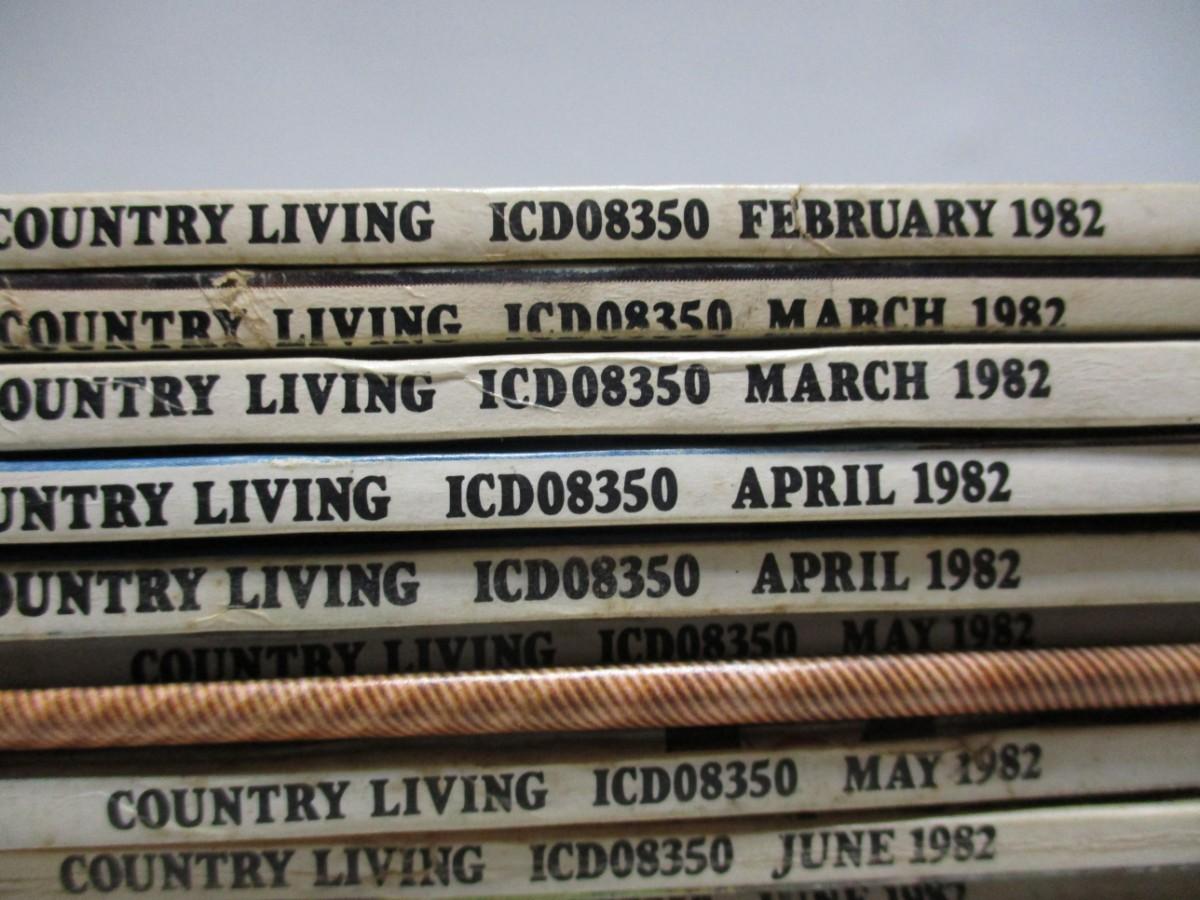 COUNTRY LIVING ICD08350 FEBRUARY 1982
COUNTRY LIVING ICD08350 MARCH 1982
OUNTRY LIVING ICD08350 MARCH 1982
UNTRY LIVING ICD08350 APRIL 1982
OUNTRY LIVING ICD08350 APRIL 1982
COUNTRY LIVING ICD08350 MAY 1982
COUNTRY LIVING ICD08350 MAY 1982
COUNTRY LIVING ICD08350 JUNE 1982
JUNE 1982